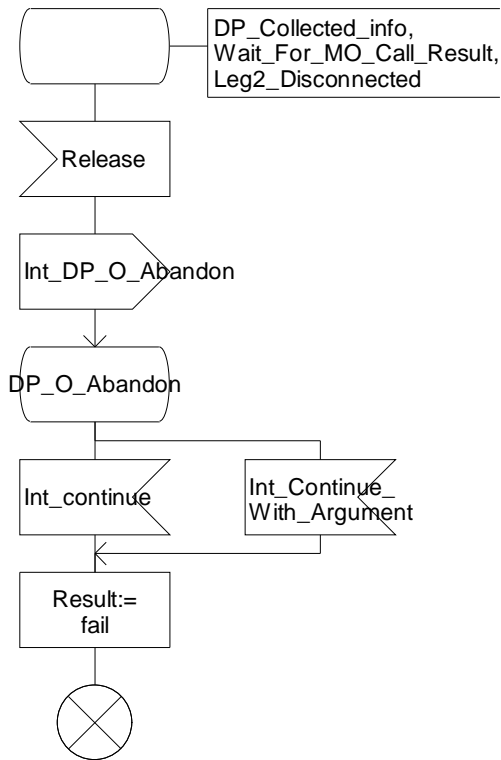 DP_Collected_info,
Wait_For_MO_Call_Result,
Leg2_Disconnected
Release
Int_DP_O_Abandon
DP_O_Abandon
Int_continue
Int_Continue_
With_Argument
Result:=
fail